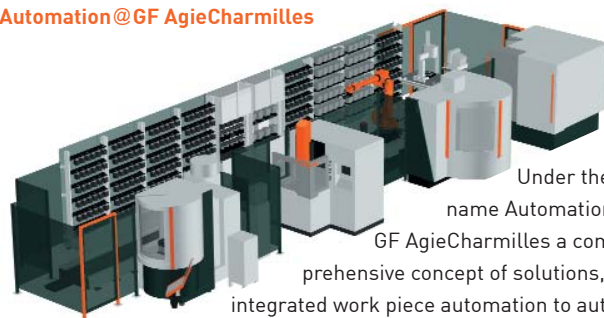 Automation@GF AgieCharmilles
Under the
name Automation
GF AgieCharmilles a com
prehensive concept of solutions,
integrated work piece automation to aut